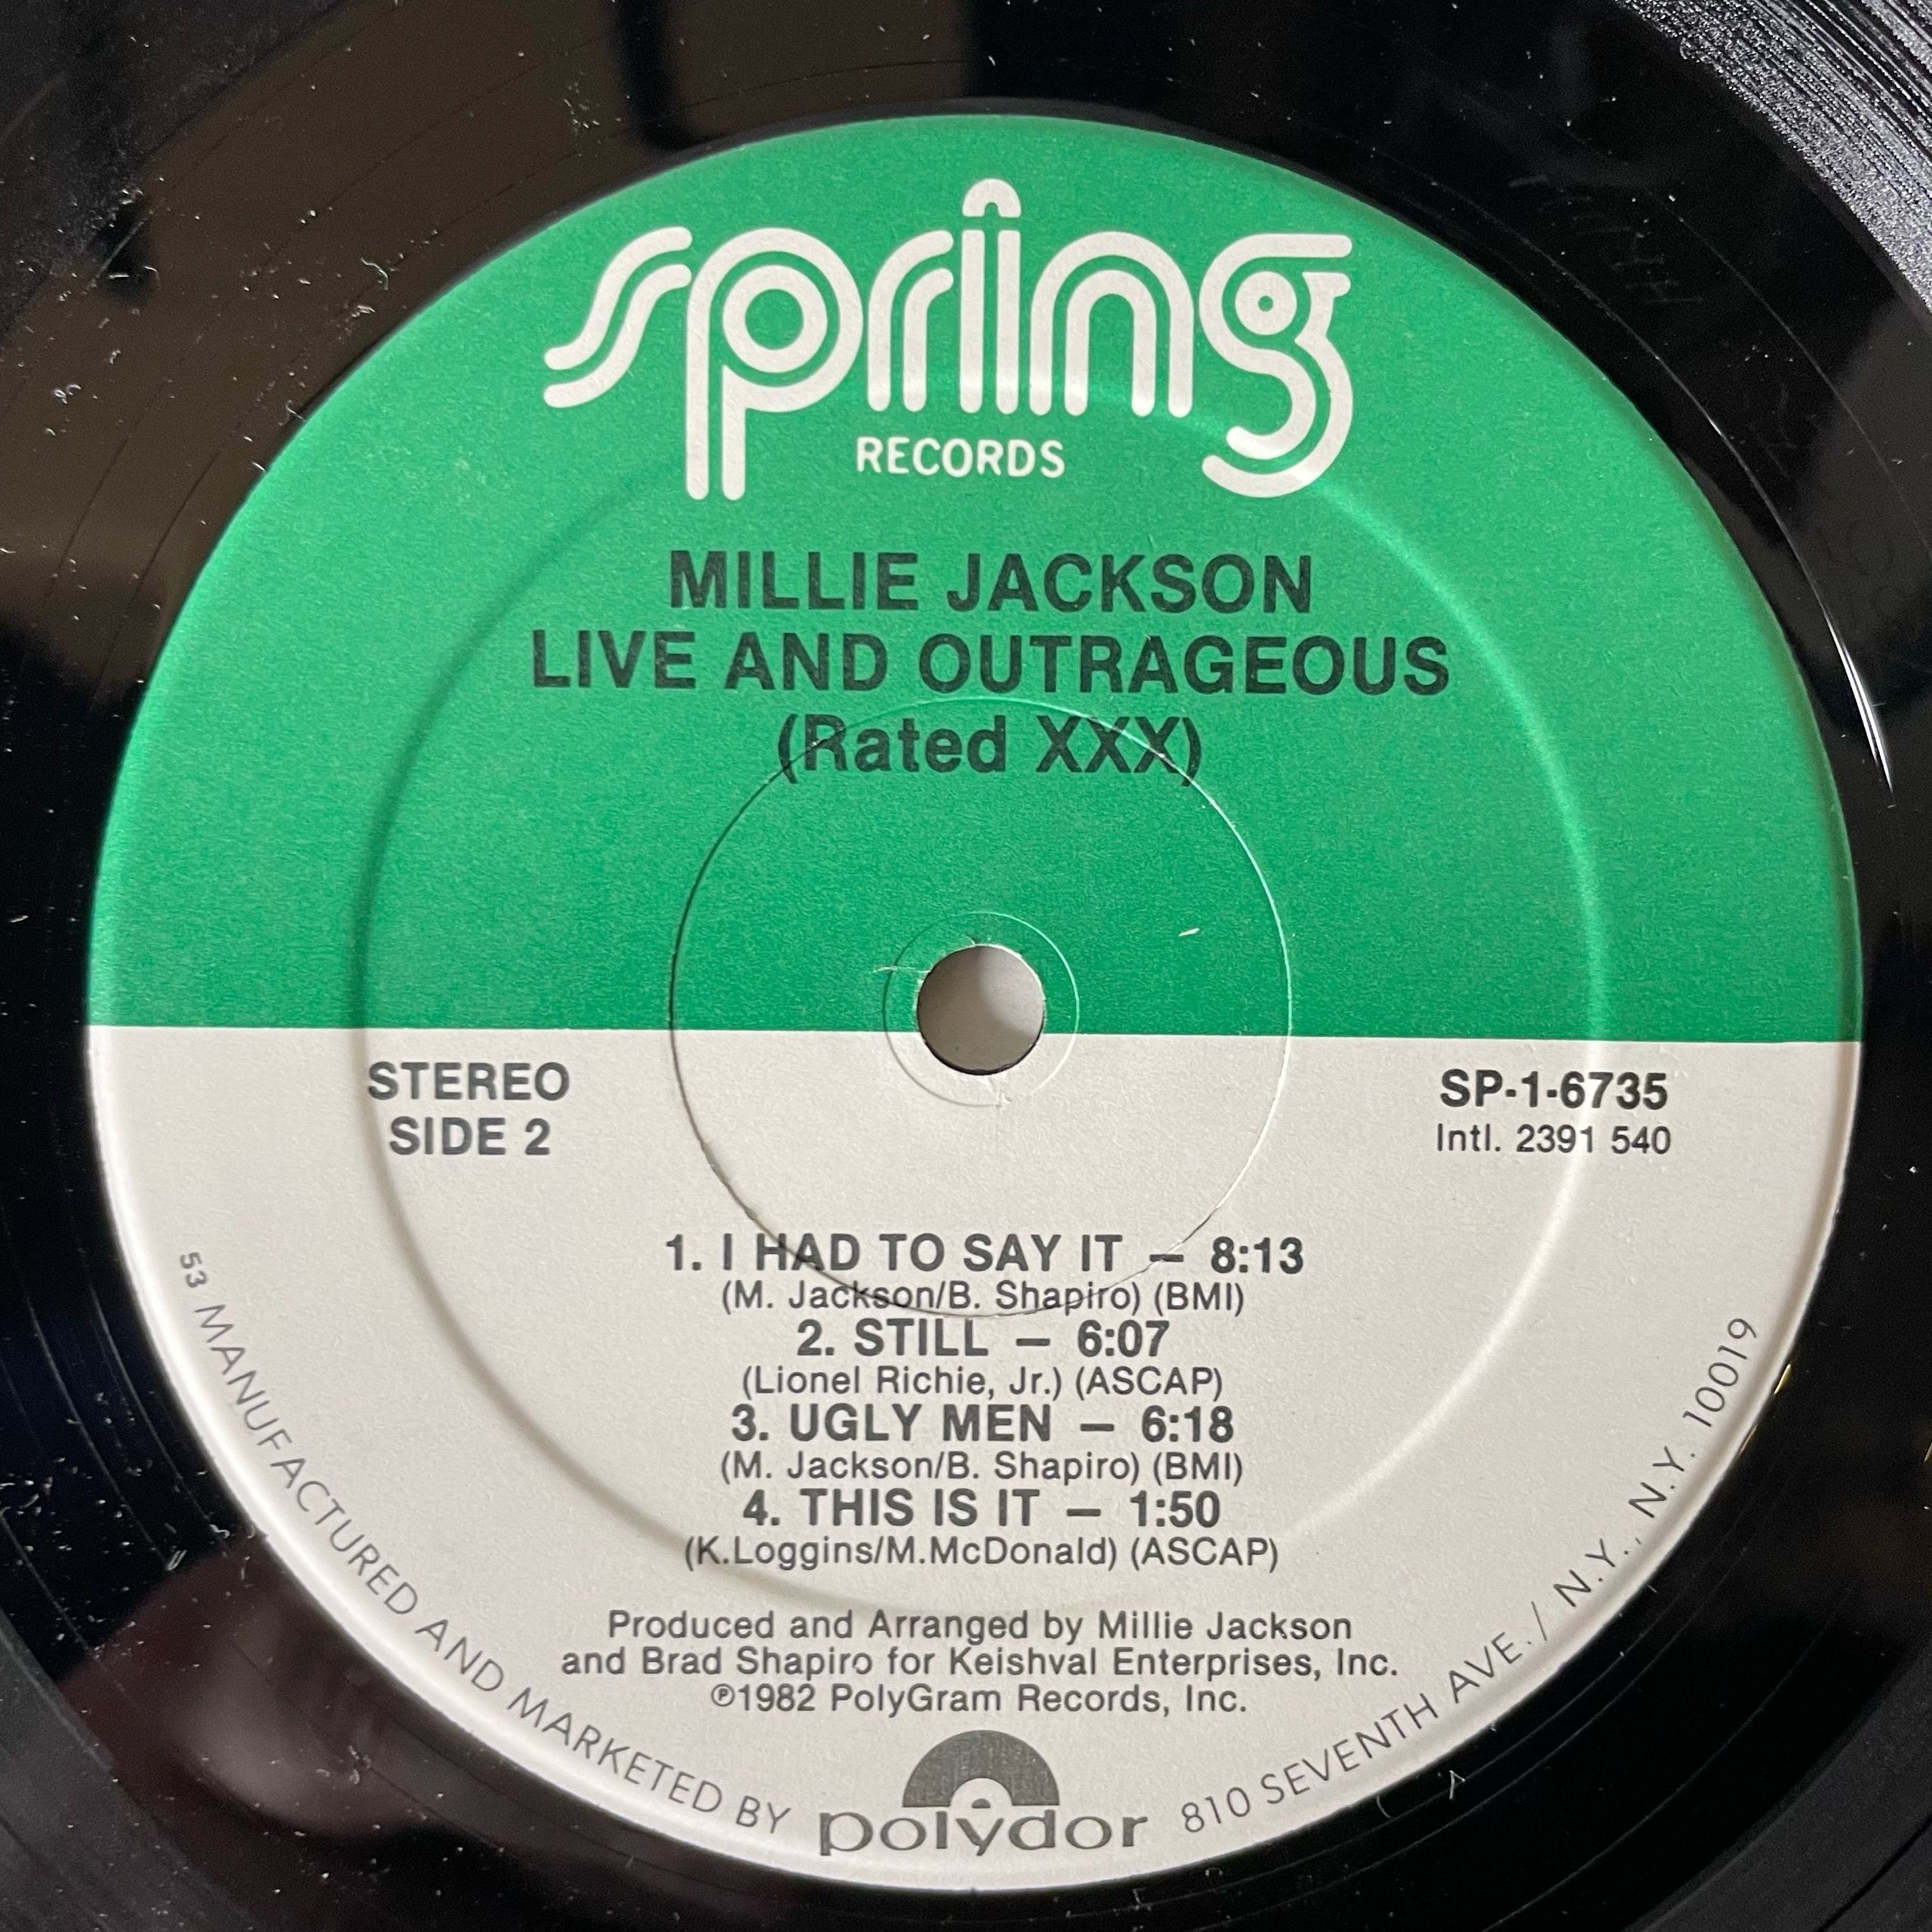 spring
RECORDS
MILLIE JACKSON
LIVE AND OUTRAGEOUS
(Rated XXX)
STEREO
SIDE 2
SP-1-6735
Intl. 2391 540
1. I HAD TO SAY IT — 8:13
(M. Jackson/B. Shapiro) (BMI)
2. STILL — 6:07
(Lionel Richie, Jr.) (ASCAP)
3. UGLY MEN — 6:18
(M. Jackson/B. Shapiro) (BMI)
4. THIS IS IT — 1:50
(K.Loggins/M.McDonald) (ASCAP)
Produced and Arranged by Millie Jackson
and Brad Shapiro for Keishval Enterprises, Inc.
℗1982 PolyGram Records, Inc.
53 MANUFACTURED AND MARKETED BY polydor 810 SEVENTH AVE. / N.Y., N.Y. 10019